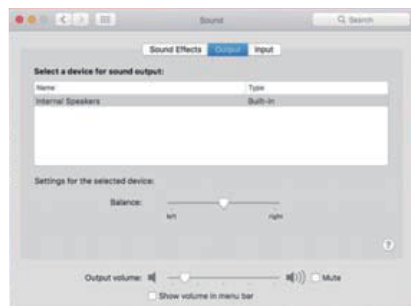 Sound
Search
Sound Effects Output Input
Select a device for sound output:
Name Type
Internal Speakers Built-in
Settings for the selected device:
Balance:
left right
?
Output volume: Mute
Show volume in menu bar